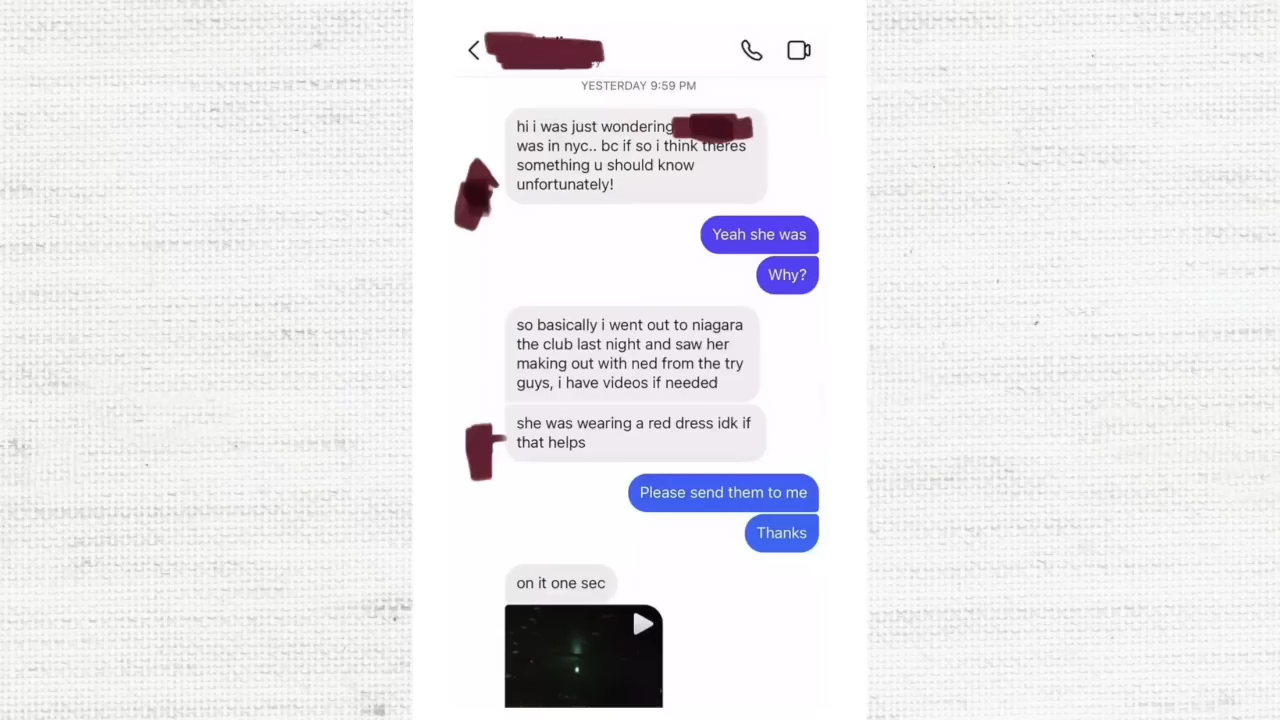 YESTERDAY 9:59 PM
hi i was just wondering
was in nyc.. bc if so i think theres
something u should know
unfortunately!
Yeah she was
Why?
so basically i went out to niagara
the club last night and saw her
making out with ned from the try
guys, i have videos if needed
she was wearing a red dress idk if
that helps
Please send them to me
Thanks
on it one sec